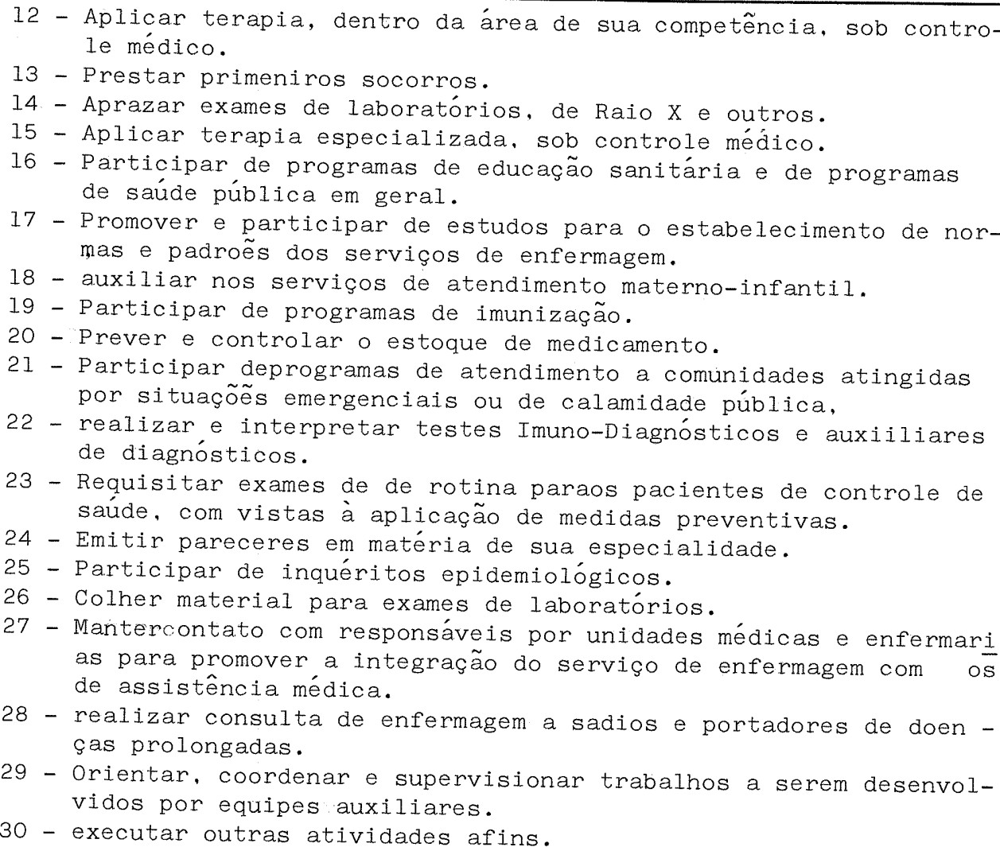 12 - Aplicar terapia, dentro da área de sua competência, sob contro-
le médico.
13 - Prestar primeniros socorros.
14 - Aprazar exames de laboratórios, de Raio X e outros.
15 - Aplicar terapia especializada, sob controle médico.
16 - Participar de programas de educação sanitária e de programas
de saúde pública em geral.
17 - Promover e participar de estudos para o estabelecimento de nor-
mas e padroẽs dos serviços de enfermagem.
18 - auxiliar nos serviços de atendimento materno-infantil.
19 - Participar de programas de imunização.
20 - Prever e controlar o estoque de medicamento.
21 - Participar deprogramas de atendimento a comunidades atingidas
por situaçõẽs emergenciais ou de calamidade pública,
22 - realizar e interpretar testes Imuno-Diagnósticos e auxiiliares
de diagnósticos.
23 - Requisitar exames de de rotina paraos pacientes de controle de
saúde, com vistas à aplicação de medidas preventivas.
24 - Emitir pareceres em matéria de sua especialidade.
25 - Participar de inquéritos epidemiológicos.
26 - Colher material para exames de laboratórios.
27 - Mantercontato com responsáveis por unidades médicas e enfermari
as para promover a integração do serviço de enfermagem com os
de assistência médica.
28 - realizar consulta de enfermagem a sadios e portadores de doen -
ças prolongadas.
29 - Orientar, coordenar e supervisionar trabalhos a serem desenvol-
vidos por equipes auxiliares.
30 - executar outras atividades afins.